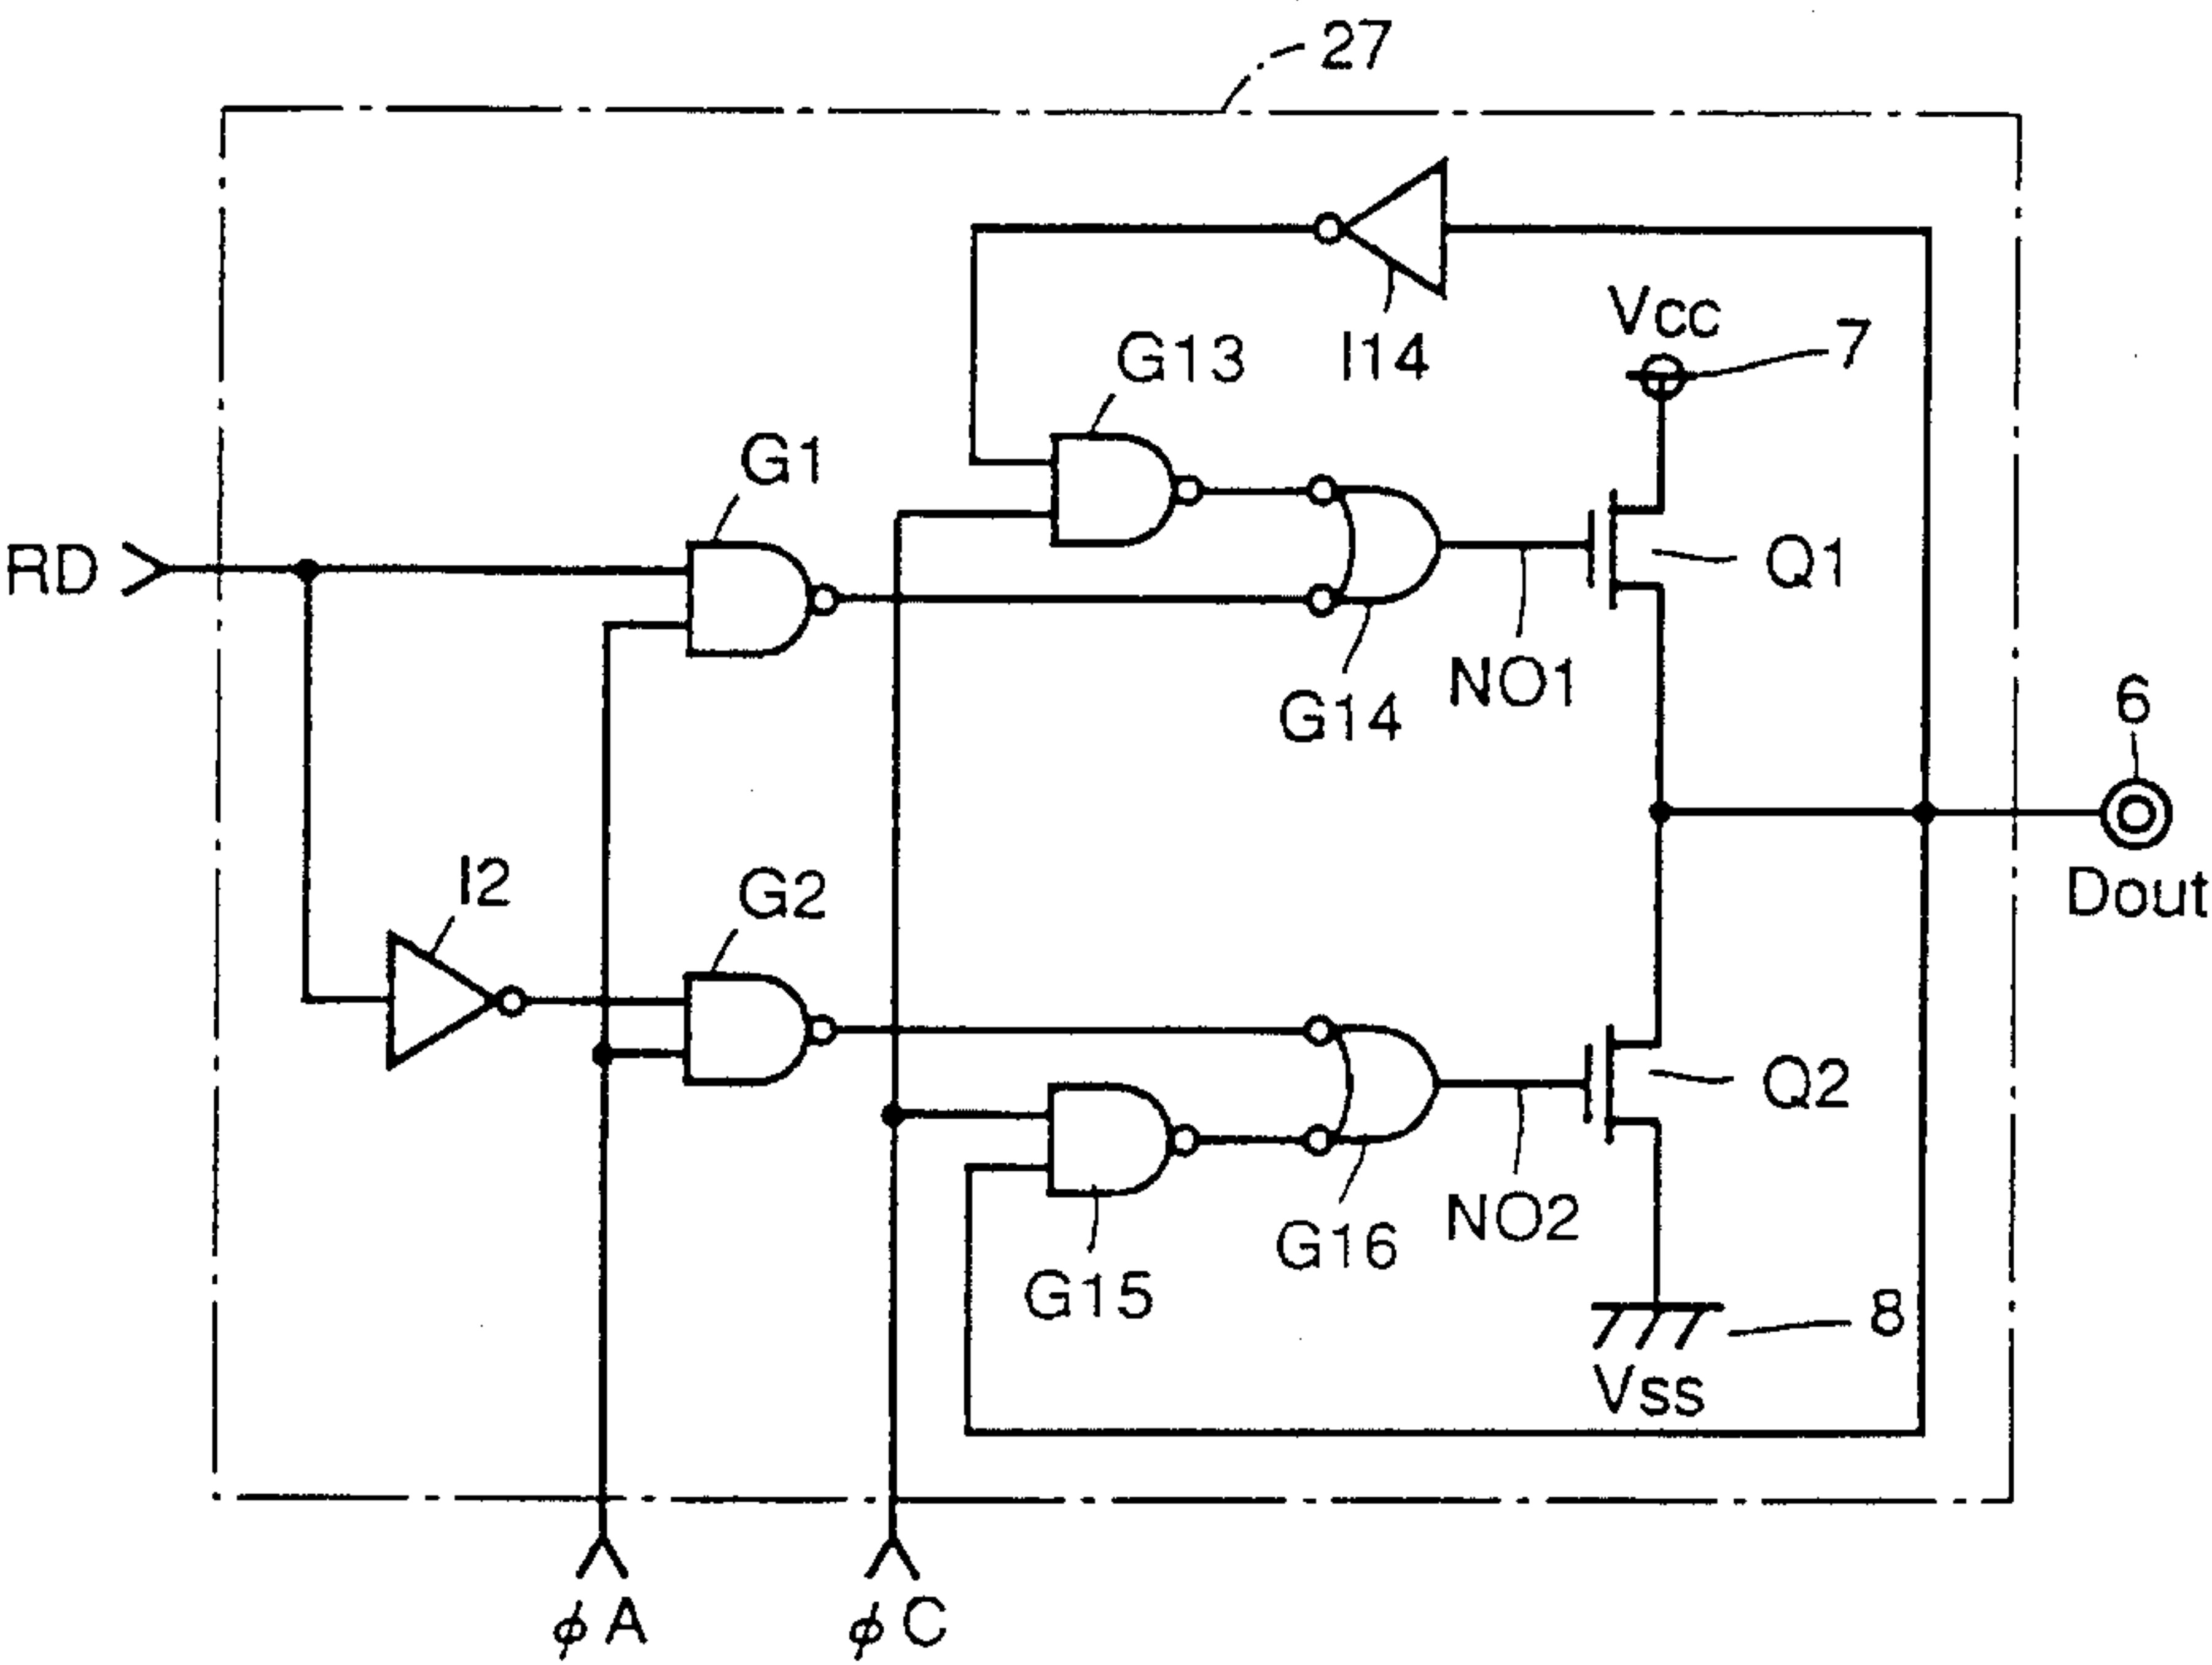 27
Vcc
7
I14
G13
G1
RD
Q1
NO1
G14
6
Dout
I2
G2
Q2
NO2
G16
G15
8
Vss
ϕA
ϕC